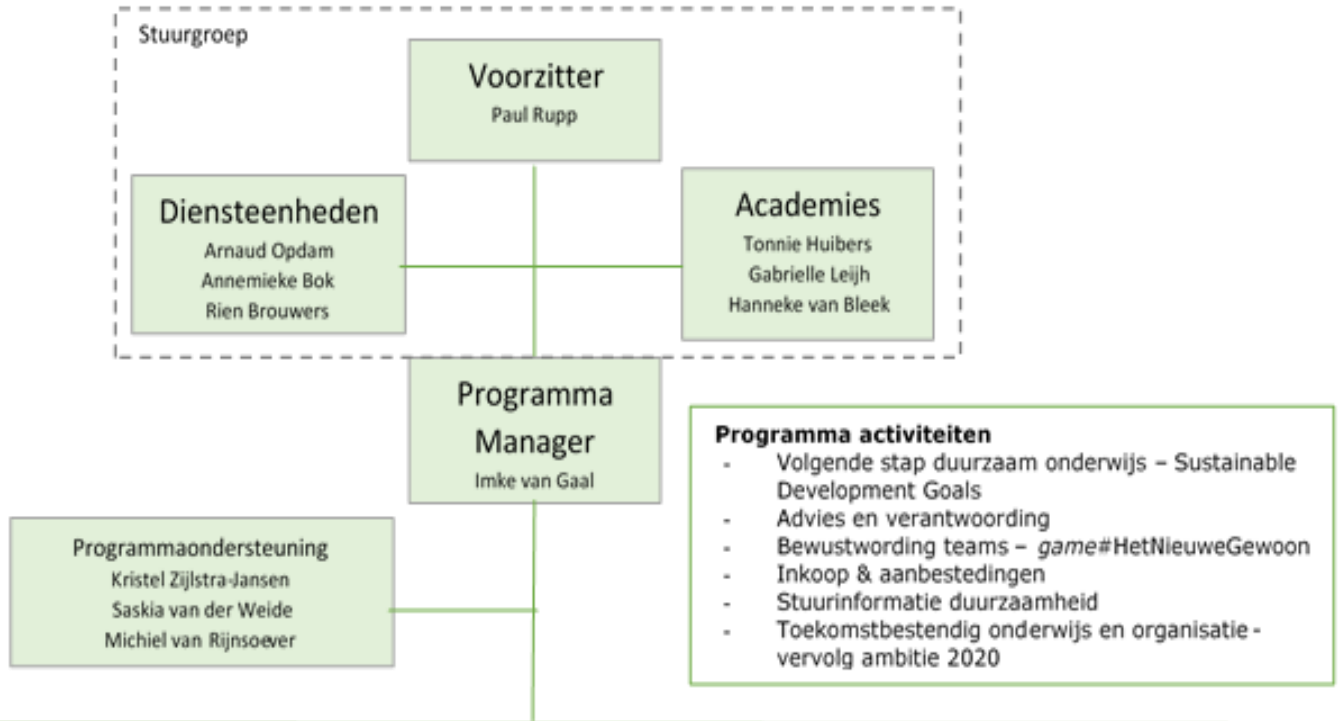 Stuurgroep
Voorzitter
Paul Rupp
Diensteenheden
Arnaud Opdam
Annemieke Bok
Rien Brouwers
Academies
Tonnie Huibers
Gabrielle Leijh
Hanneke van Bleek
Programma
Manager
Imke van Gaal
Programmaondersteuning
Kristel Zijlstra-Jansen
Saskia van der Weide
Michiel van Rijnsoever
Programma activiteiten
- Volgende stap duurzaam onderwijs – Sustainable
Development Goals
- Advies en verantwoording
- Bewustwording teams – game#HetNieuweGewoon
- Inkoop & aanbestedingen
- Stuurinformatie duurzaamheid
- Toekomstbestendig onderwijs en organisatie -
vervolg ambitie 2020